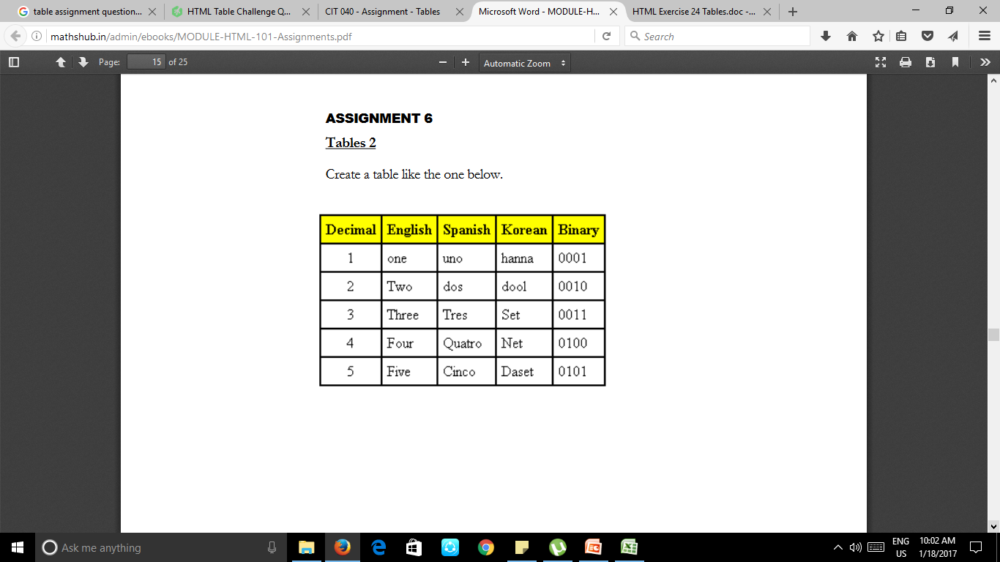 table assignment question...
HTML Table Challenge Q...
CIT 040 - Assignment - Tables
Microsoft Word - MODULE-H...
HTML Exercise 24 Tables.doc -...
mathshub.in/admin/ebooks/MODULE-HTML-101-Assignments.pdf
Search
Page: 15 of 25
Automatic Zoom
ASSIGNMENT 6
Tables 2
Create a table like the one below.
Decimal English Spanish Korean Binary
1 one uno hanna 0001
2 Two dos dool 0010
3 Three Tres Set 0011
4 Four Quatro Net 0100
5 Five Cinco Daset 0101
Ask me anything
ENG
US
10:02 AM
1/18/2017